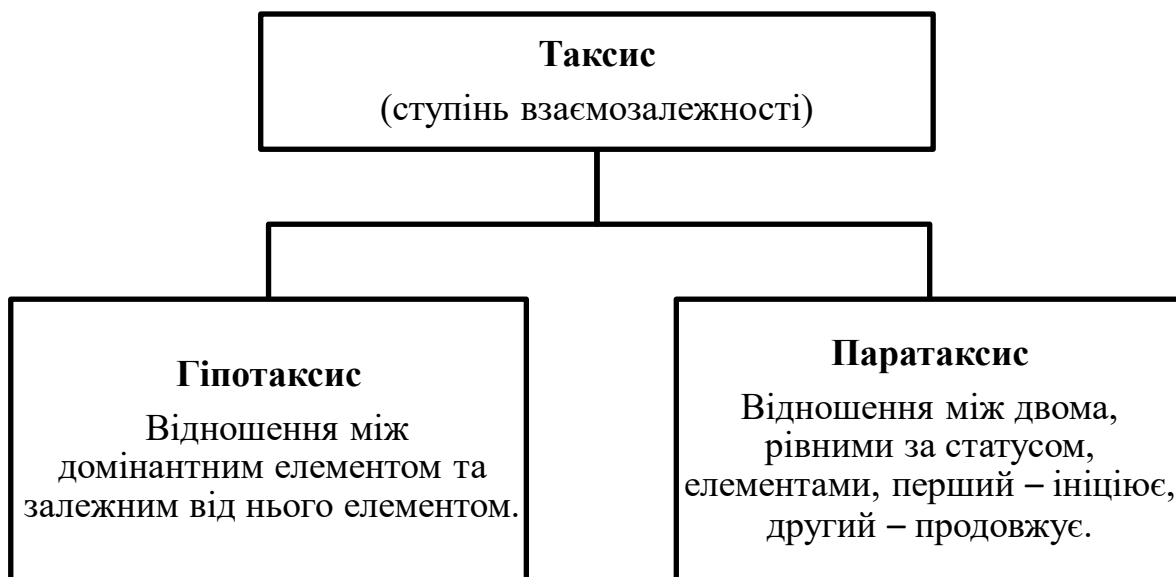 Таксис
(ступінь взаємозалежності)
Гіпотаксис
Відношення між
домінантним елементом та
залежним від нього елементом.
Паратаксис
Відношення між двома,
рівними за статусом,
елементами, перший – ініціює,
другий – продовжує.